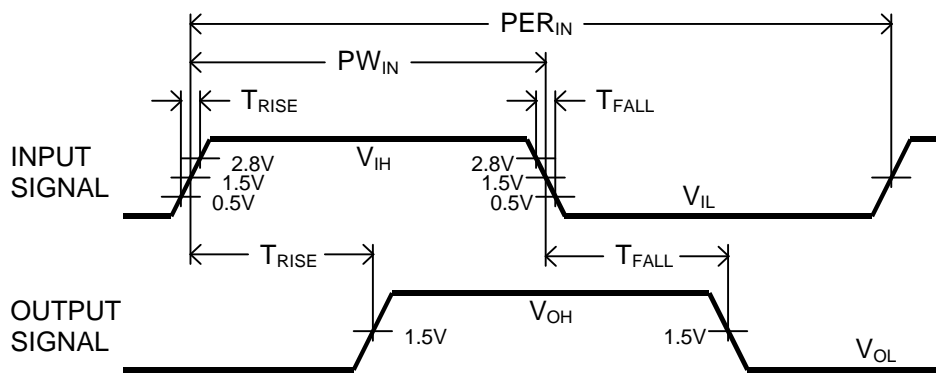 PER_IN
PW_IN
T_RISE T_FALL
INPUT
SIGNAL
V_IH
2.8V
1.5V
0.5V
2.8V
1.5V
0.5V
V_IL
T_RISE T_FALL
OUTPUT
SIGNAL
V_OH
1.5V
1.5V
V_OL